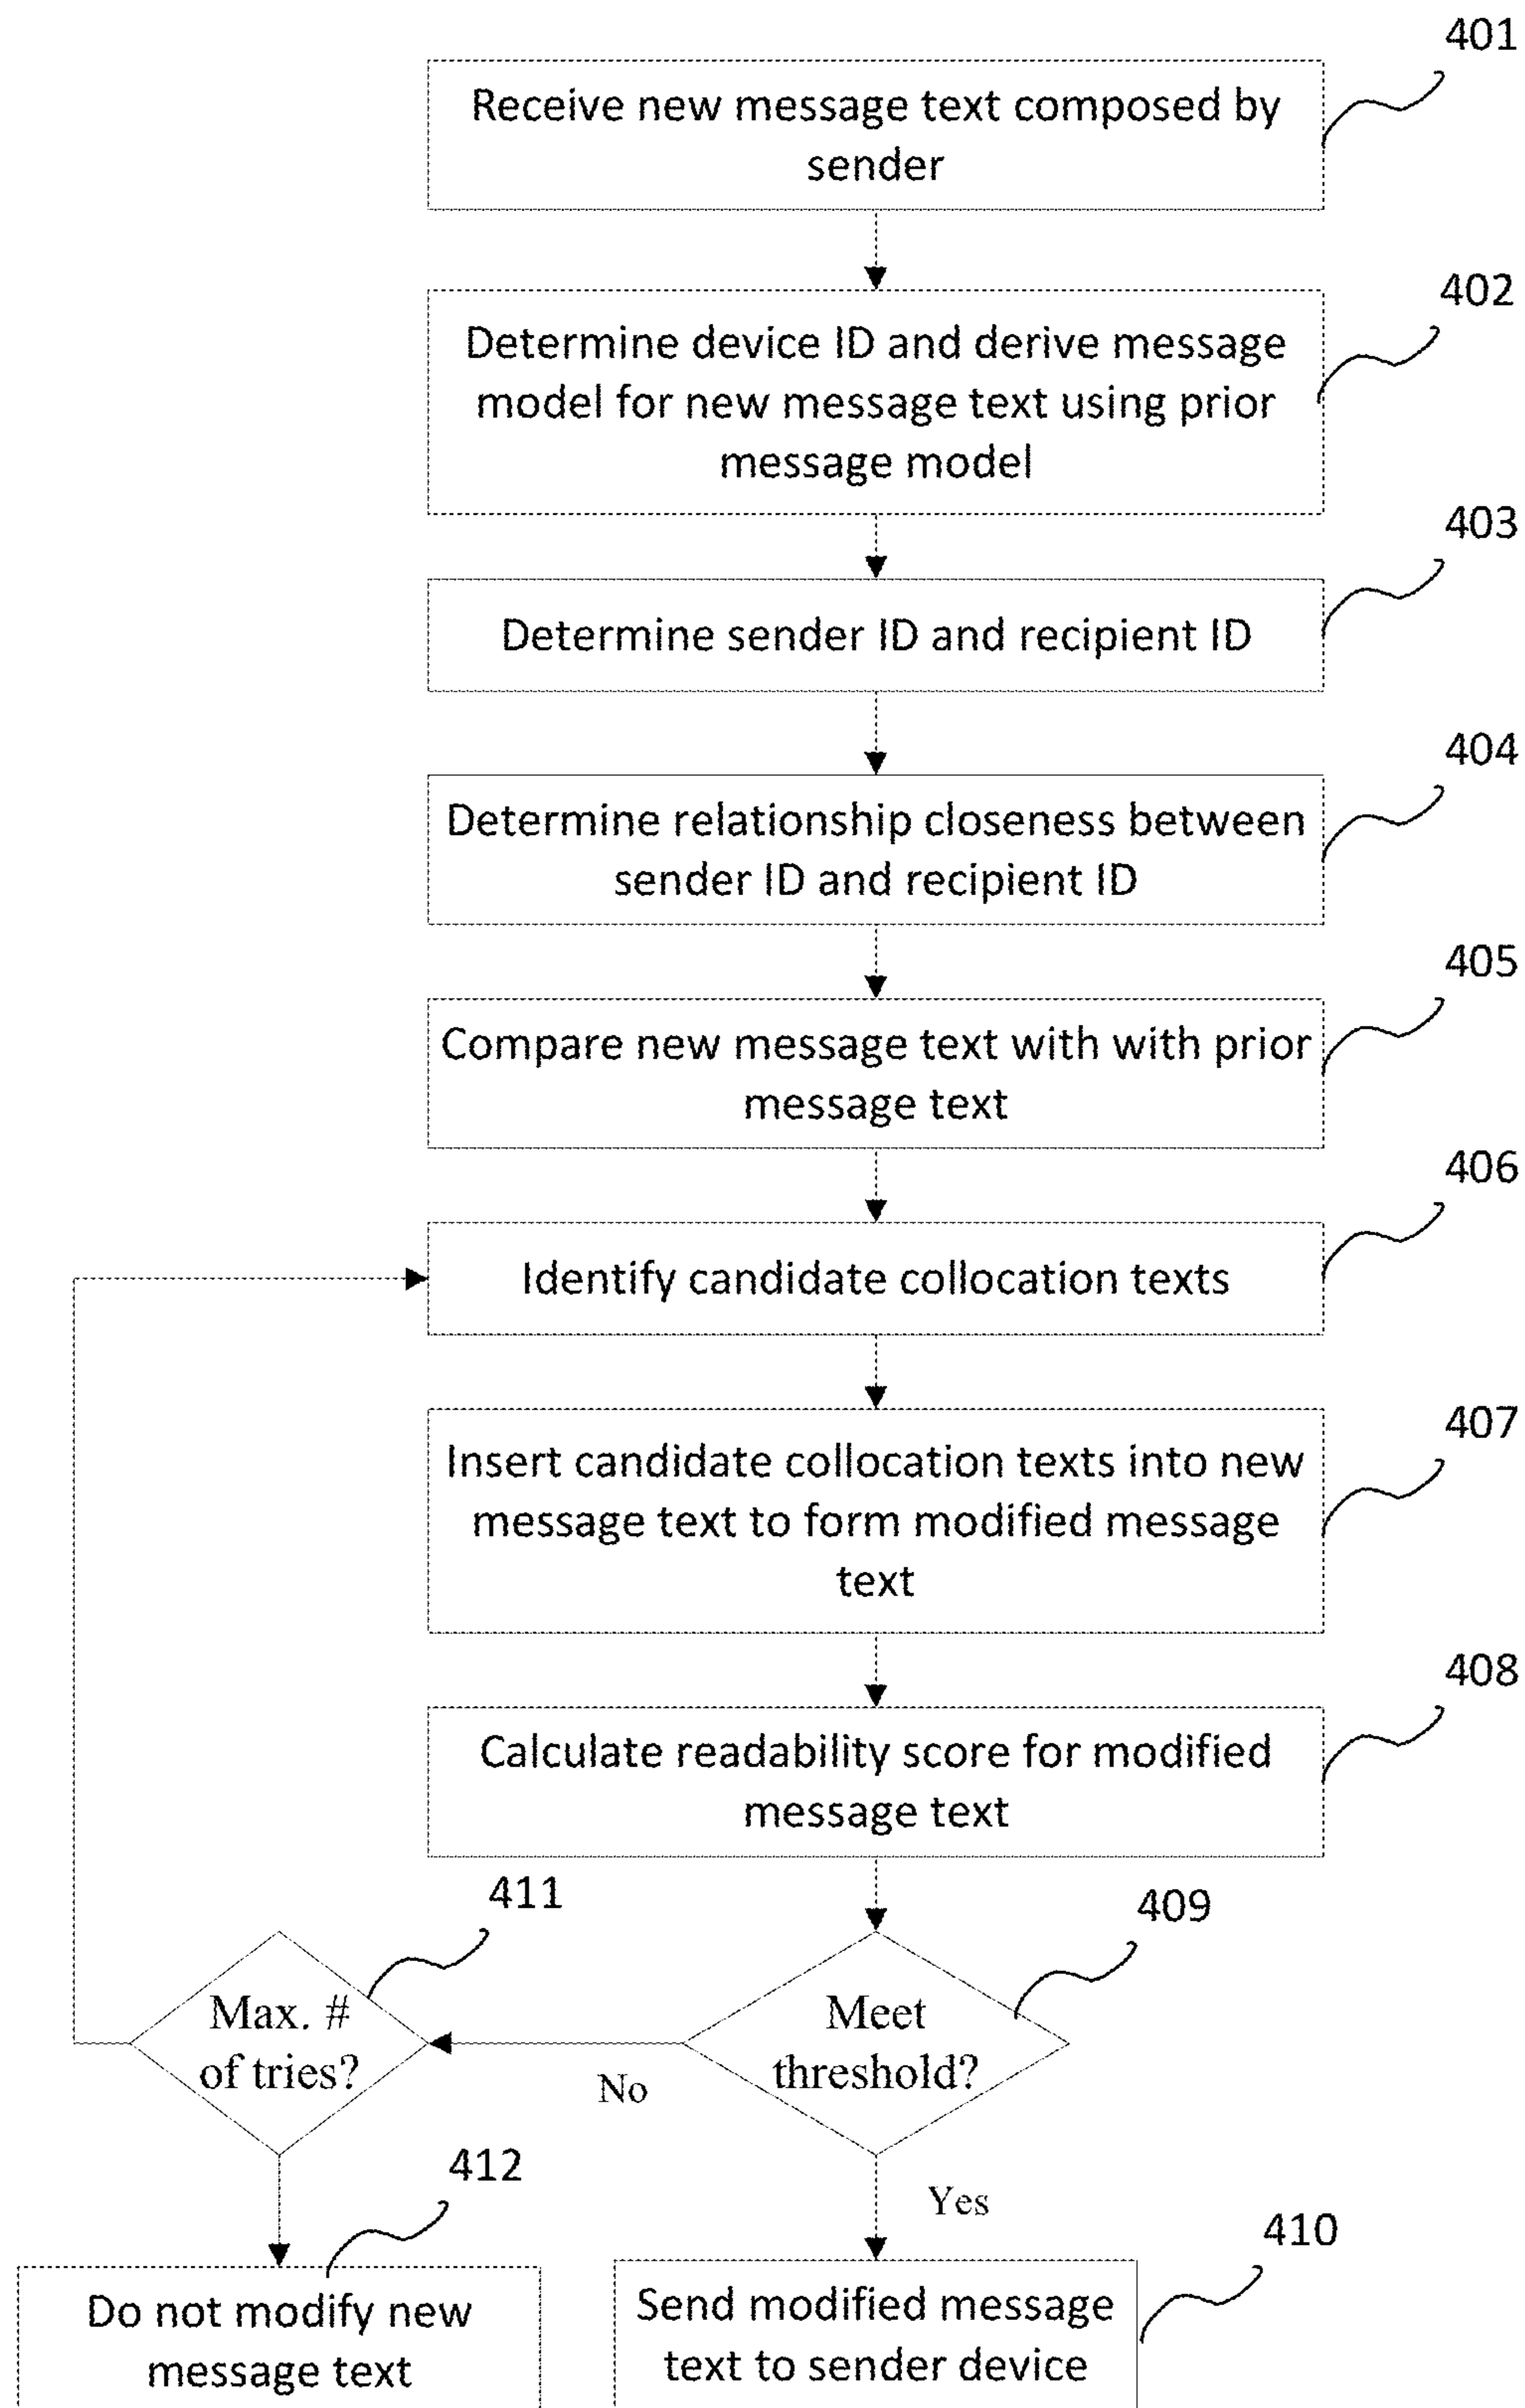 401
Receive new message text composed by
sender
402
Determine device ID and derive message
model for new message text using prior
message model
403
Determine sender ID and recipient ID
404
Determine relationship closeness between
sender ID and recipient ID
405
Compare new message text with with prior
message text
406
Identify candidate collocation texts
407
Insert candidate collocation texts into new
message text to form modified message
text
408
Calculate readability score for modified
message text
409
Meet
threshold?
No
411
Max. #
of tries?
Yes
412
Do not modify new
message text
410
Send modified message
text to sender device